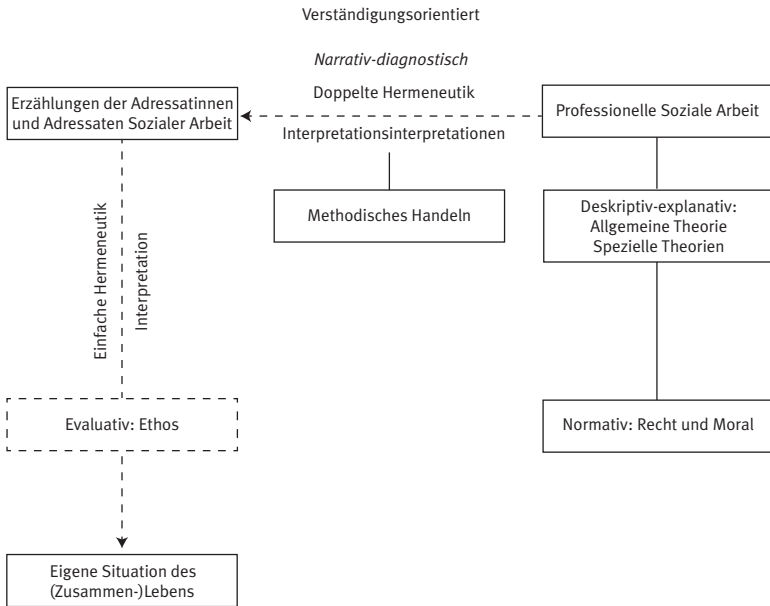 Verständigungsorientiert
Narrativ-diagnostisch
Doppelte Hermeneutik
Interpretationsinterpretationen
Erzählungen der Adressatinnen
und Adressaten Sozialer Arbeit
Professionelle Soziale Arbeit
Methodisches Handeln
Deskriptiv-explanativ:
Allgemeine Theorie
Spezielle Theorien
Einfache Hermeneutik
Interpretation
Evaluativ: Ethos
Normativ: Recht und Moral
Eigene Situation des
(Zusammen-)Lebens